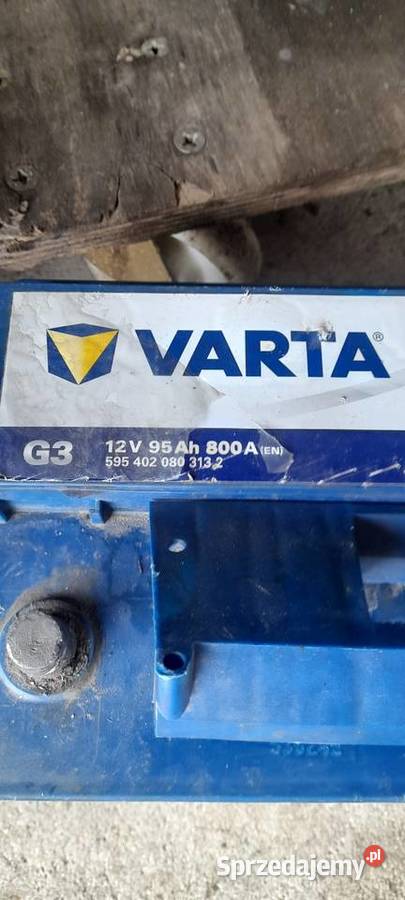 VARTA®
G3 12V 95Ah 800A (EN)
595 402 080 313 2
Sprzedajemy.pl